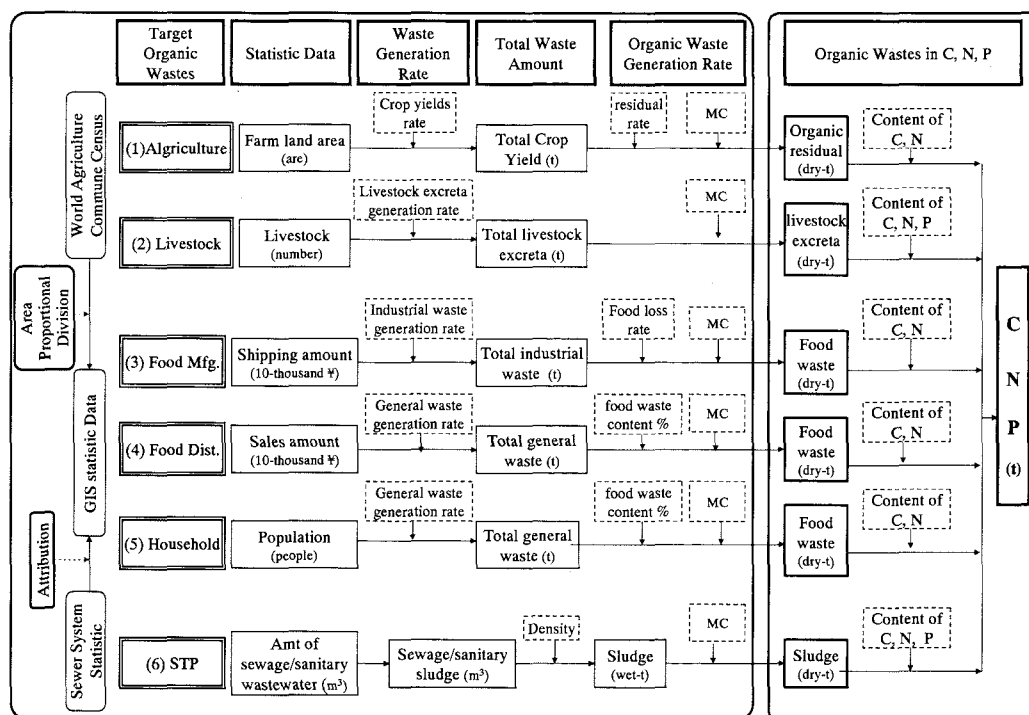 Target
Organic
Wastes
Statistic Data
Waste
Generation
Rate
Total Waste
Amount
Organic Waste
Generation Rate
Organic Wastes in C, N, P
World Agriculture
Commune Census
Area
Proportional
Division
GIS statistic Data
Attribution
Sewer System
Statistic
(1)Algriculture
Farm land area
(are)
Crop yields
rate
Total Crop
Yield (t)
residual
rate
MC
Organic
residual
(dry-t)
Content of
C, N
(2) Livestock
Livestock
(number)
Livestock excreta
generation rate
Total livestock
excreta (t)
MC
livestock
excreta
(dry-t)
Content of
C, N, P
(3) Food Mfg.
Shipping amount
(10-thousand ¥)
Industrial waste
generation rate
Total industrial
waste (t)
Food loss
rate
MC
Food
waste
(dry-t)
Content of
C, N
(4) Food Dist.
Sales amount
(10-thousand ¥)
General waste
generation rate
Total general
waste (t)
food waste
content %
MC
Food
waste
(dry-t)
Content of
C, N
(5) Household
Population
(people)
General waste
generation rate
Total general
waste (t)
food waste
content %
MC
Food
waste
(dry-t)
Content of
C, N
(6) STP
Amt of
sewage/sanitary
wastewater (m³)
Sewage/sanitary
sludge (m³)
Density
Sludge
(wet-t)
MC
Sludge
(dry-t)
Content of
C, N, P
C
N
P
(t)